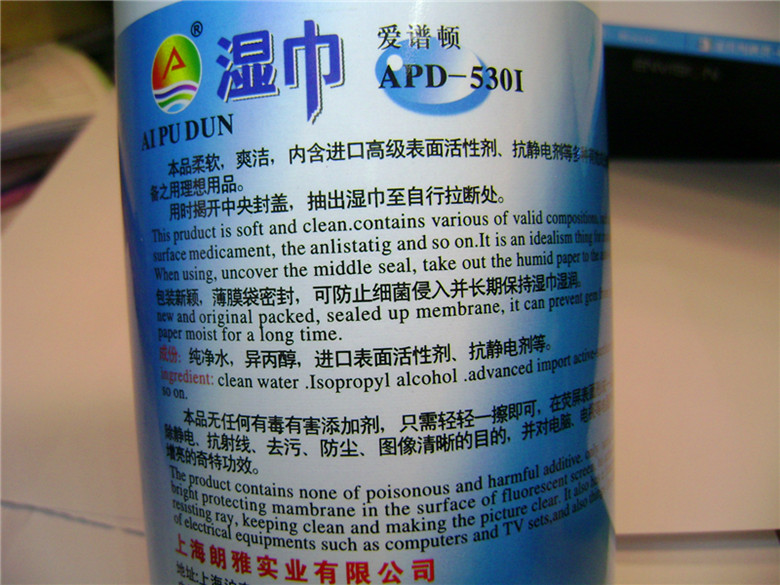 ®
湿巾
爱谱顿
APD-530I
AI PU DUN
本品柔软，爽洁，内含进口高级表面活性剂、抗静电剂等多种
备之用理想用品。
用时揭开中央封盖，抽出湿巾至自行拉断处。
This pruduct is soft and clean.contains various of valid compositions,
surface medicament, the anlistatig and so on.It is an idealism thing for
When using, uncover the middle seal, take out the humid paper to the
包装新颖，薄膜袋密封，可防止细菌侵入并长期保持湿巾湿润。
new and original packed, sealed up membrane, it can prevent
paper moist for a long time.
成份：纯净水，异丙醇，进口表面活性剂、抗静电剂等。
ingredient: clean water .Isopropyl alcohol .advanced import
so on.
本品无任何有毒有害添加剂，只需轻轻一擦即可，在荧屏表面
除静电、抗射线、去污、防尘、图像清晰的目的，并对电脑、
增亮的奇特功效。
The product contains none of poisonous and harmful additive.
bright protecting mambrane in the surface of fluorescent screen
resisting ray, keeping clean and making the picture clear. It also
of electrical equipments such as computers and TV sets,and also
上海朗雅实业有限公司
地址:上海